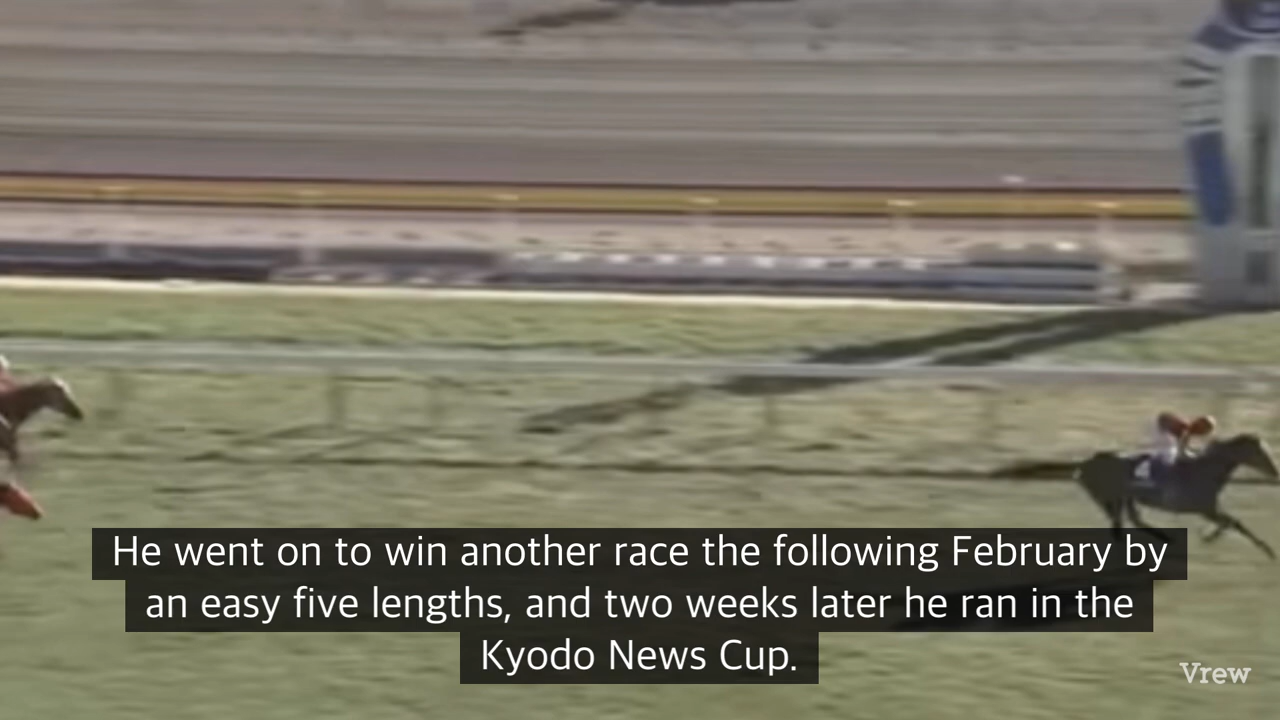 He went on to win another race the following February by
an easy five lengths, and two weeks later he ran in the
Kyodo News Cup.
Vrew